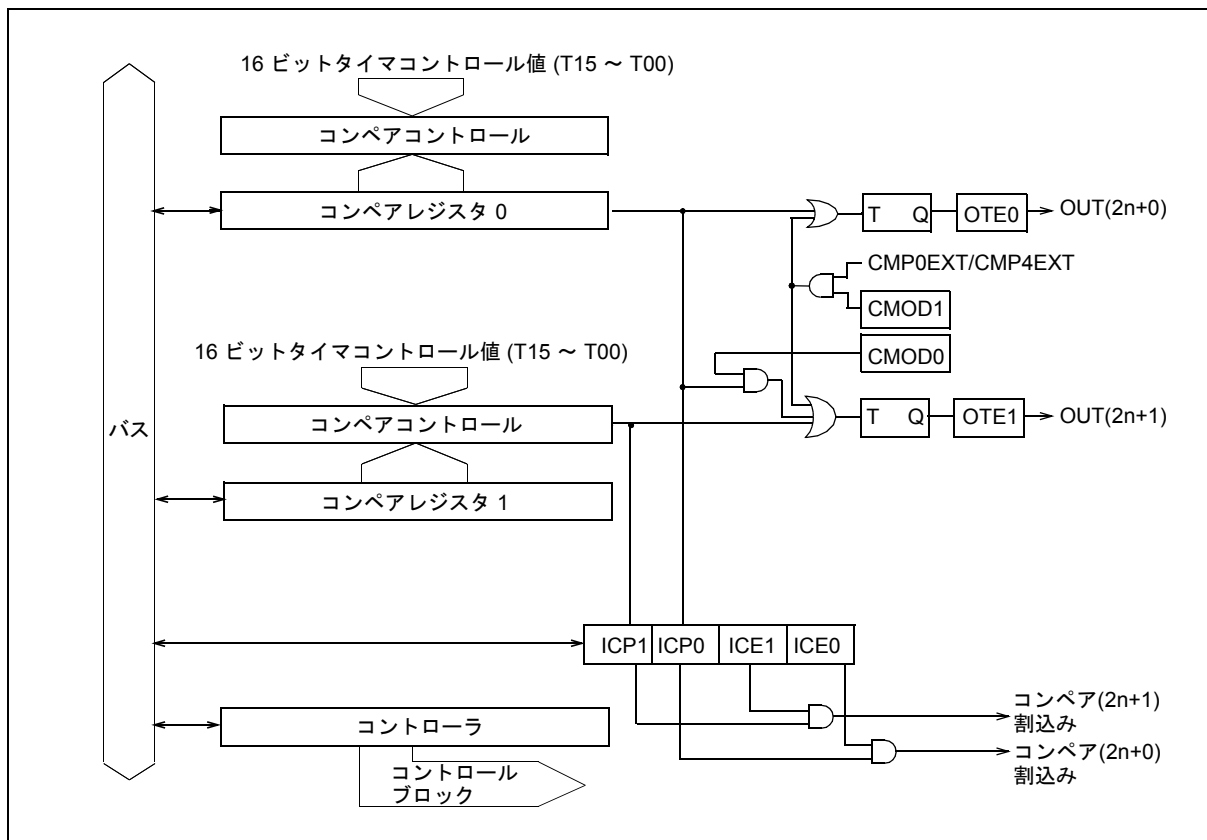 16 ビットタイマコントロール値 (T15 ～ T00)
コンペアコントロール
コンペアレジスタ 0
T Q
OTE0
OUT(2n+0)
CMP0EXT/CMP4EXT
CMOD1
CMOD0
16 ビットタイマコントロール値 (T15 ～ T00)
バス
コンペアコントロール
T Q
OTE1
OUT(2n+1)
コンペアレジスタ 1
ICP1 ICP0 ICE1 ICE0
コンペア(2n+1)
割込み
コントローラ
コンペア(2n+0)
割込み
コントロール
ブロック